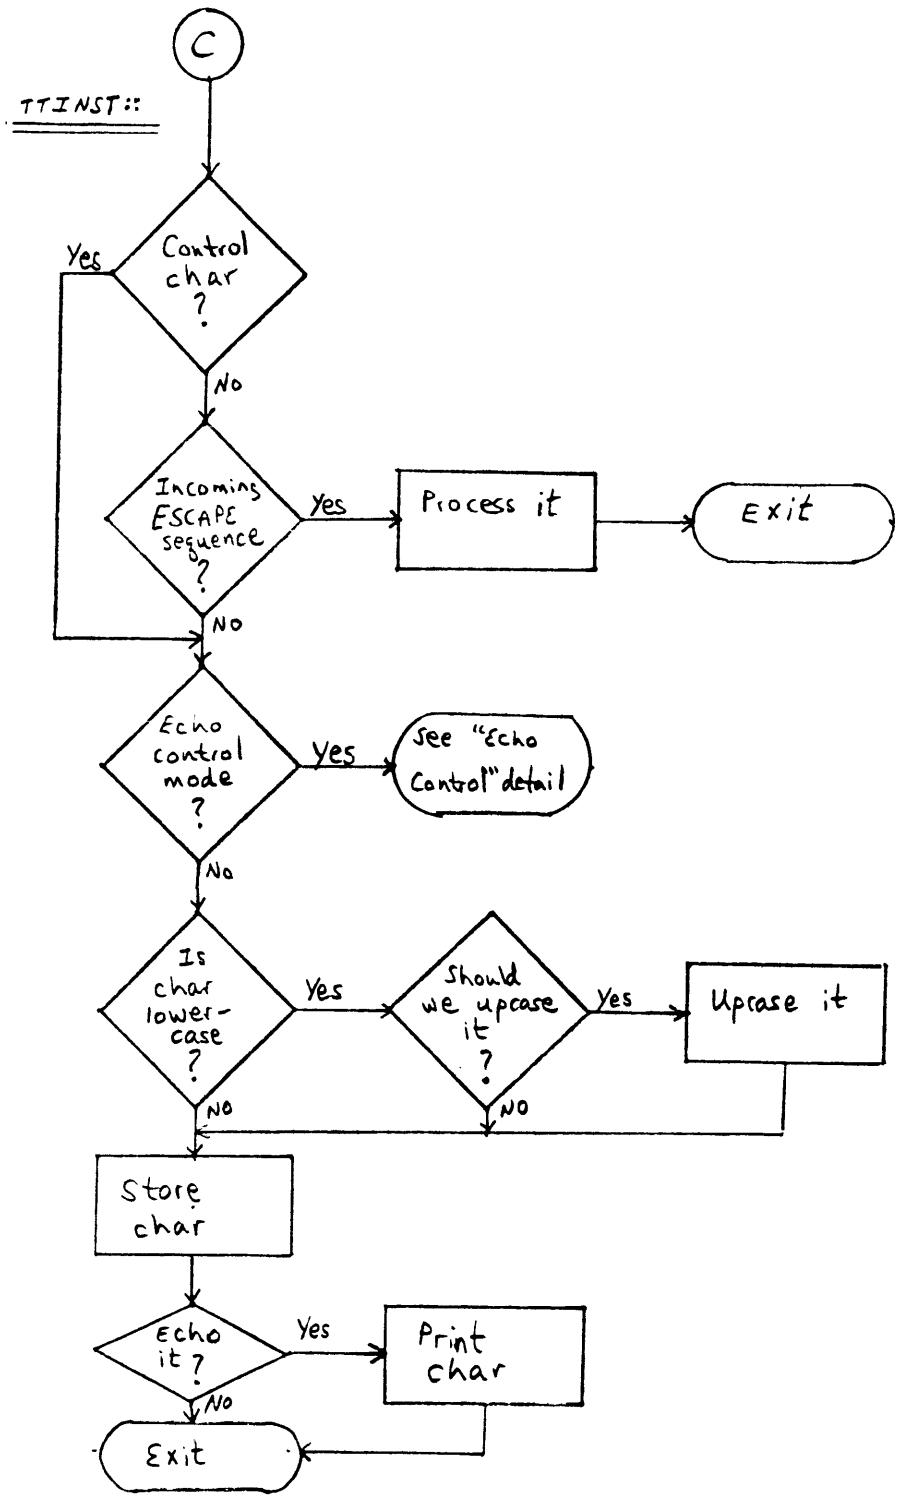 C
TTINST::
Yes
Control
char
?
NO
Incoming
ESCAPE
sequence
?
Yes
Process it
Exit
NO
Echo
control
mode
?
Yes
See "Echo
Control" detail
NO
Is
char
lower-
case
?
Yes
Should
we upcase
it
?
Yes
Upcase it
NO
NO
Store
char
Echo
it?
Yes
Print
char
NO
Exit